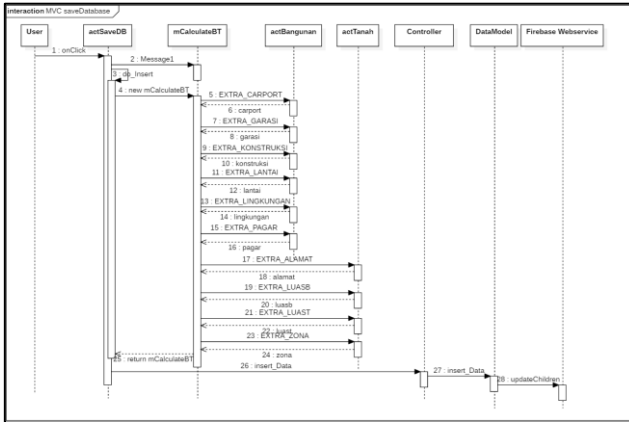 interaction MVC saveDatabase
User
actSaveDB
mCalculateBT
actBangunan
actTanah
Controller
DataModel
Firebase Webservice
1 : onClick
2 : Message1
3 : do_Insert
4 : new mCalculateBT
5 : EXTRA_CARPORT
6 : carport
7 : EXTRA_GARASI
8 : garasi
9 : EXTRA_KONSTRUKSI
10 : konstruksi
11 : EXTRA_LANTAI
12 : lantai
13 : EXTRA_LINGKUNGAN
14 : lingkungan
15 : EXTRA_PAGAR
16 : pagar
17 : EXTRA_ALAMAT
18 : alamat
19 : EXTRA_LUASB
20 : luasb
21 : EXTRA_LUAST
22 : luast
23 : EXTRA_ZONA
24 : zona
25 : return mCalculateBT
26 : insert_Data
27 : insert_Data
28 : updateChildren